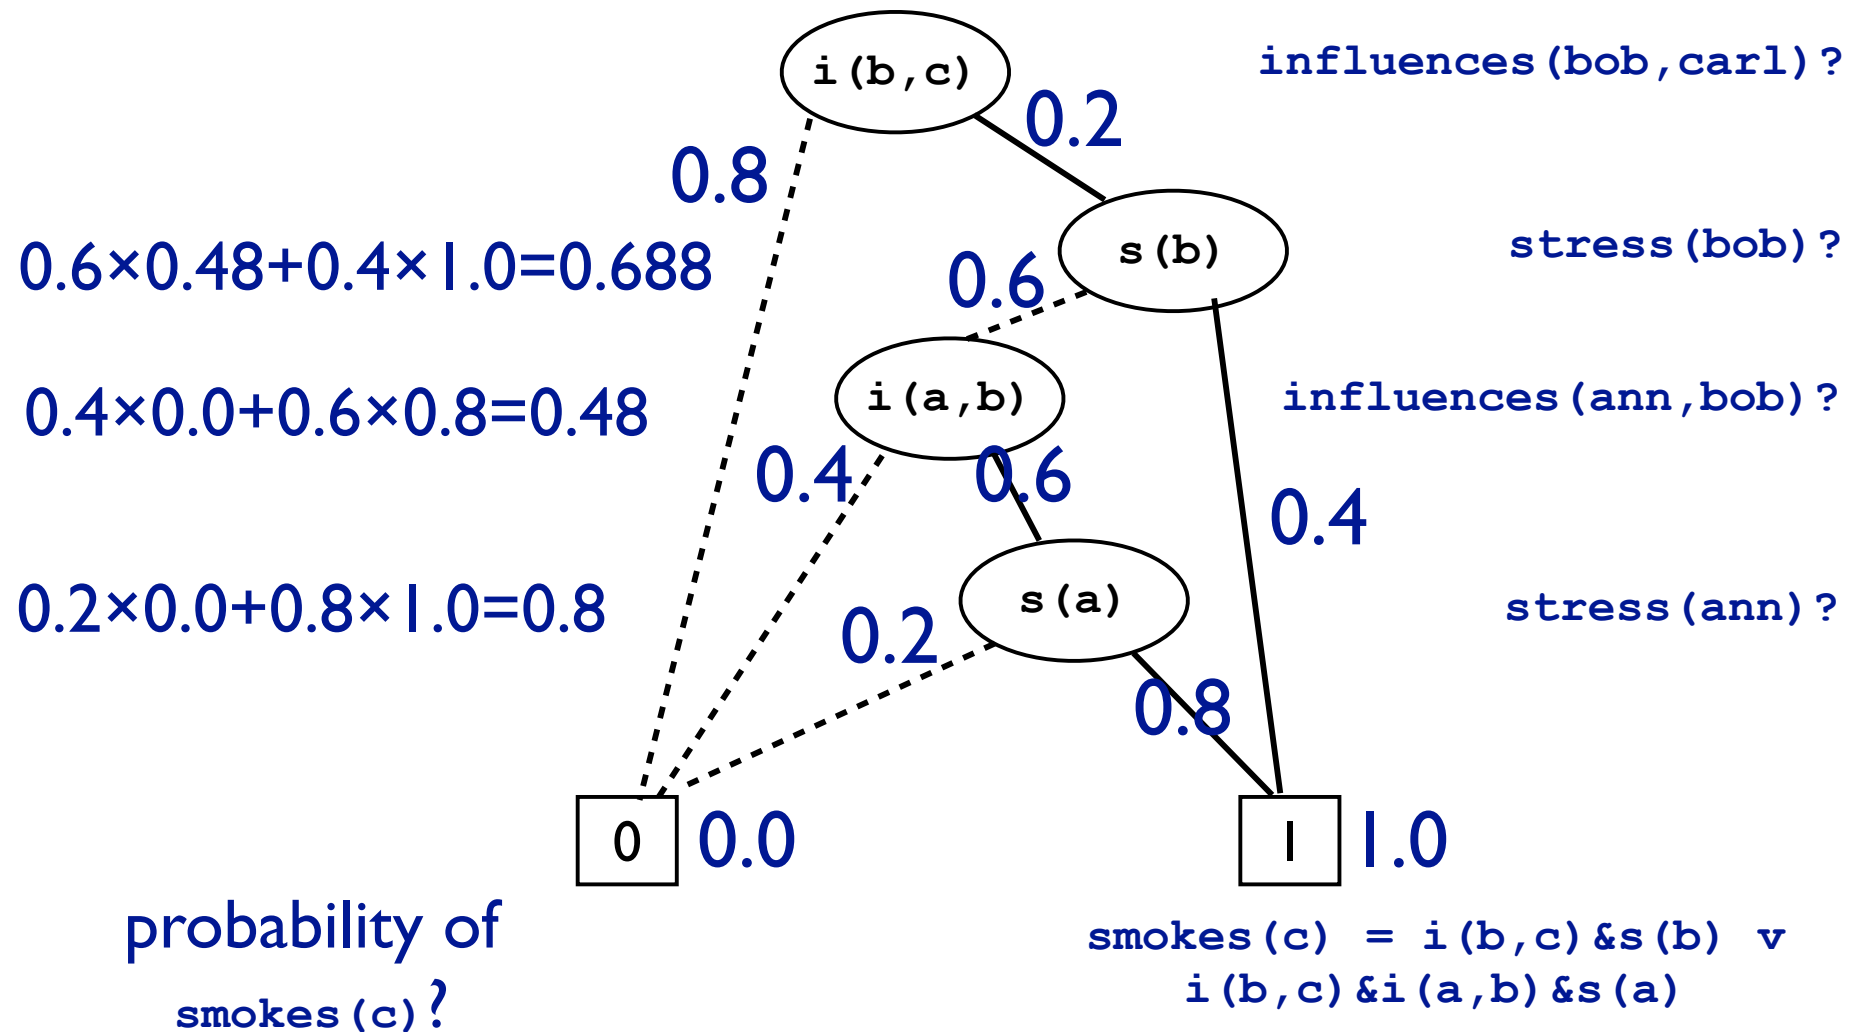 i(b,c)
influences(bob,carl)?
0.2
0.8
s(b)
stress(bob)?
0.6×0.48+0.4×1.0=0.688
0.6
i(a,b)
influences(ann,bob)?
0.4×0.0+0.6×0.8=0.48
0.4
0.6
0.4
s(a)
stress(ann)?
0.2×0.0+0.8×1.0=0.8
0.2
0.8
0
0.0
1
1.0
probability of
smokes(c)?
smokes(c) = i(b,c)&s(b) v
i(b,c)&i(a,b)&s(a)